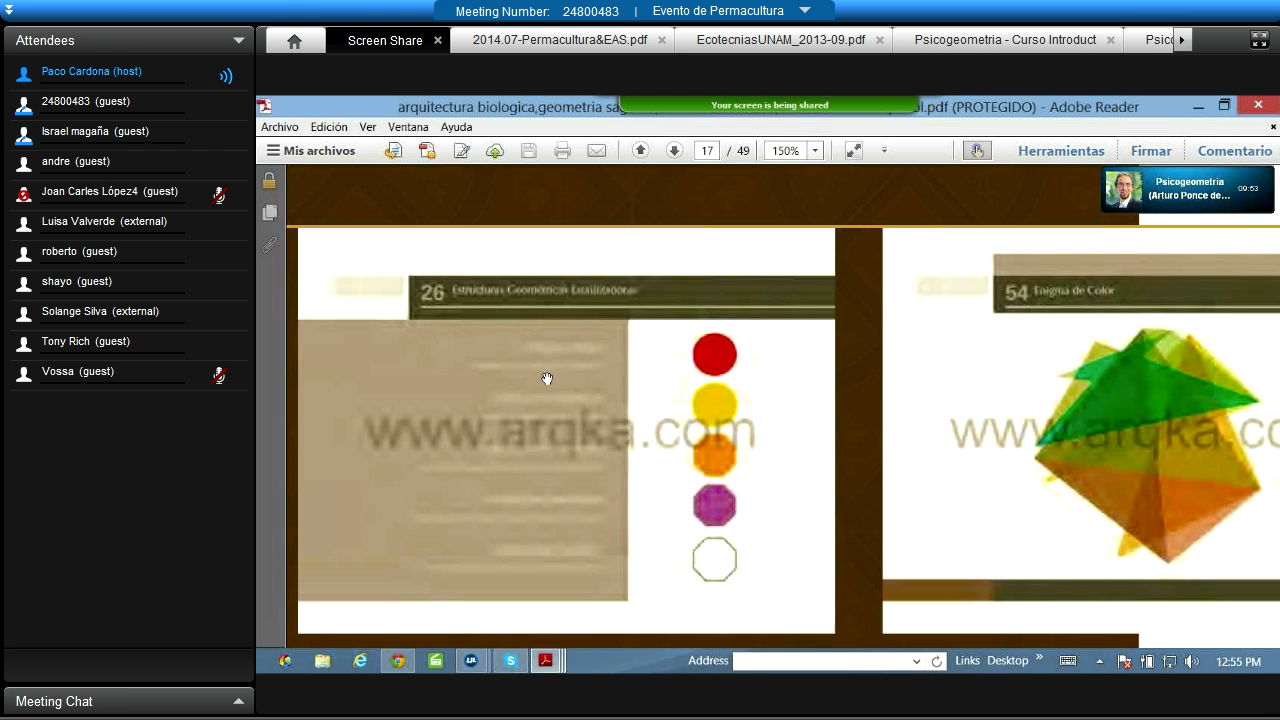 Meeting Number: 24800483 | Evento de Permacultura
Attendees
Screen Share
2014.07-Permacultura&EAS.pdf
EcotecniasUNAM_2013-09.pdf
Psicogeometria - Curso Introduct
Psico
Paco Cardona (host)
24800483 (guest)
Israel magaña (guest)
andre (guest)
Joan Carles López4 (guest)
Luisa Valverde (external)
roberto (guest)
shayo (guest)
Solange Silva (external)
Tony Rich (guest)
Vossa (guest)
Meeting Chat
arquitectura biologica,geometria sa
Your screen is being shared
ol.pdf (PROTEGIDO) - Adobe Reader
Archivo Edición Ver Ventana Ayuda
Mis archivos
17 / 49
150%
Herramientas Firmar Comentario
Psicogeometria
(Arturo Ponce de...
09:53
26 Estructuras Geométricas Estailizadoras
54 Enigma de Color
www.arqka.com
www.arqka.co
Address
Links Desktop
12:55 PM